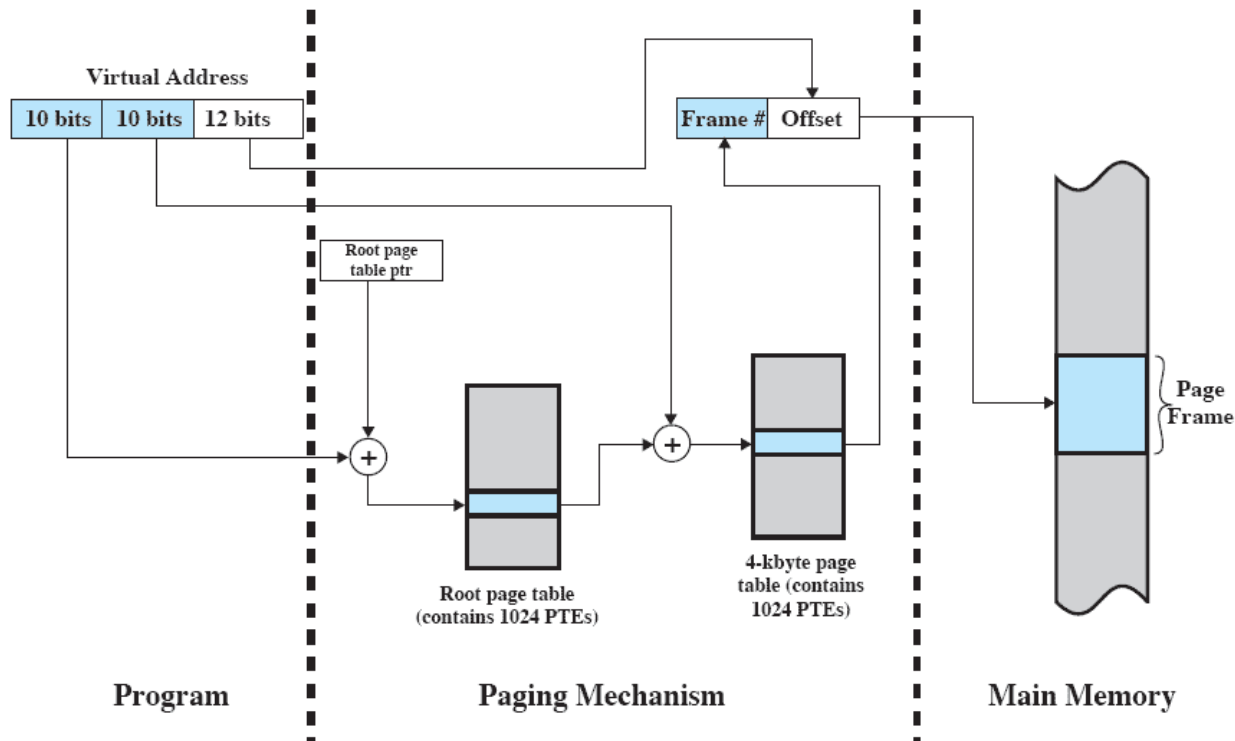 Virtual Address
10 bits
10 bits
12 bits
Frame #
Offset
Root page
table ptr
+
+
Root page table
(contains 1024 PTEs)
4-kbyte page
table (contains
1024 PTEs)
Page
Frame
Program
Paging Mechanism
Main Memory